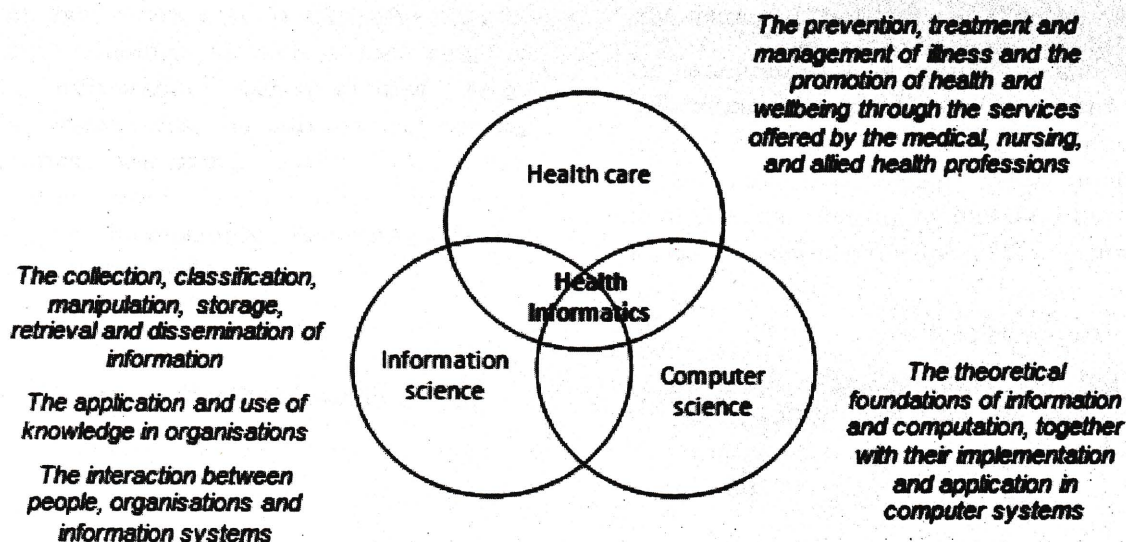 The prevention, treatment and
management of illness and the
promotion of health and
wellbeing through the services
offered by the medical, nursing,
and allied health professions
Health care
Health
Informatics
The collection, classification,
manipulation, storage,
retrieval and dissemination of
information
The application and use of
knowledge in organisations
The interaction between
people, organisations and
information systems
Information
science
Computer
science
The theoretical
foundations of information
and computation, together
with their implementation
and application in
computer systems